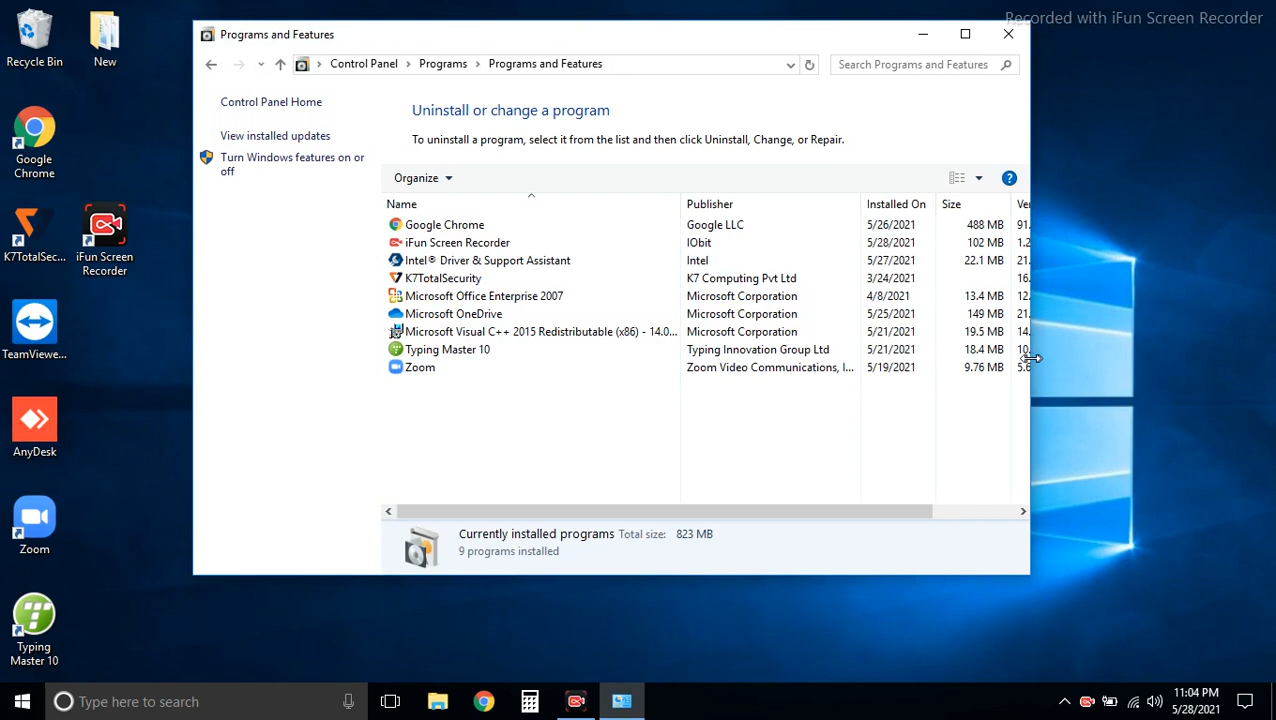 Recorded with iFun Screen Recorder
Recycle Bin
New
Google
Chrome
K7TotalSec...
iFun Screen
Recorder
TeamViewe...
AnyDesk
Zoom
Typing
Master 10
Programs and Features
Control Panel
Programs
Programs and Features
Search Programs and Features
Control Panel Home
View installed updates
Turn Windows features on or
off
Uninstall or change a program
To uninstall a program, select it from the list and then click Uninstall, Change, or Repair.
Organize
Name Publisher Installed On Size Ve
Google Chrome Google LLC 5/26/2021 488 MB 91.
iFun Screen Recorder IObit 5/28/2021 102 MB 1.2
Intel® Driver & Support Assistant Intel 5/27/2021 22.1 MB 21.
K7TotalSecurity K7 Computing Pvt Ltd 3/24/2021 16.
Microsoft Office Enterprise 2007 Microsoft Corporation 4/8/2021 13.4 MB 12.
Microsoft OneDrive Microsoft Corporation 5/25/2021 149 MB 21.
Microsoft Visual C++ 2015 Redistributable (x86) - 14.0... Microsoft Corporation 5/21/2021 19.5 MB 14.
Typing Master 10 Typing Innovation Group Ltd 5/21/2021 18.4 MB 10.
Zoom Zoom Video Communications, I... 5/19/2021 9.76 MB 5.6
Currently installed programs Total size: 823 MB
9 programs installed
Type here to search
11:04 PM
5/28/2021